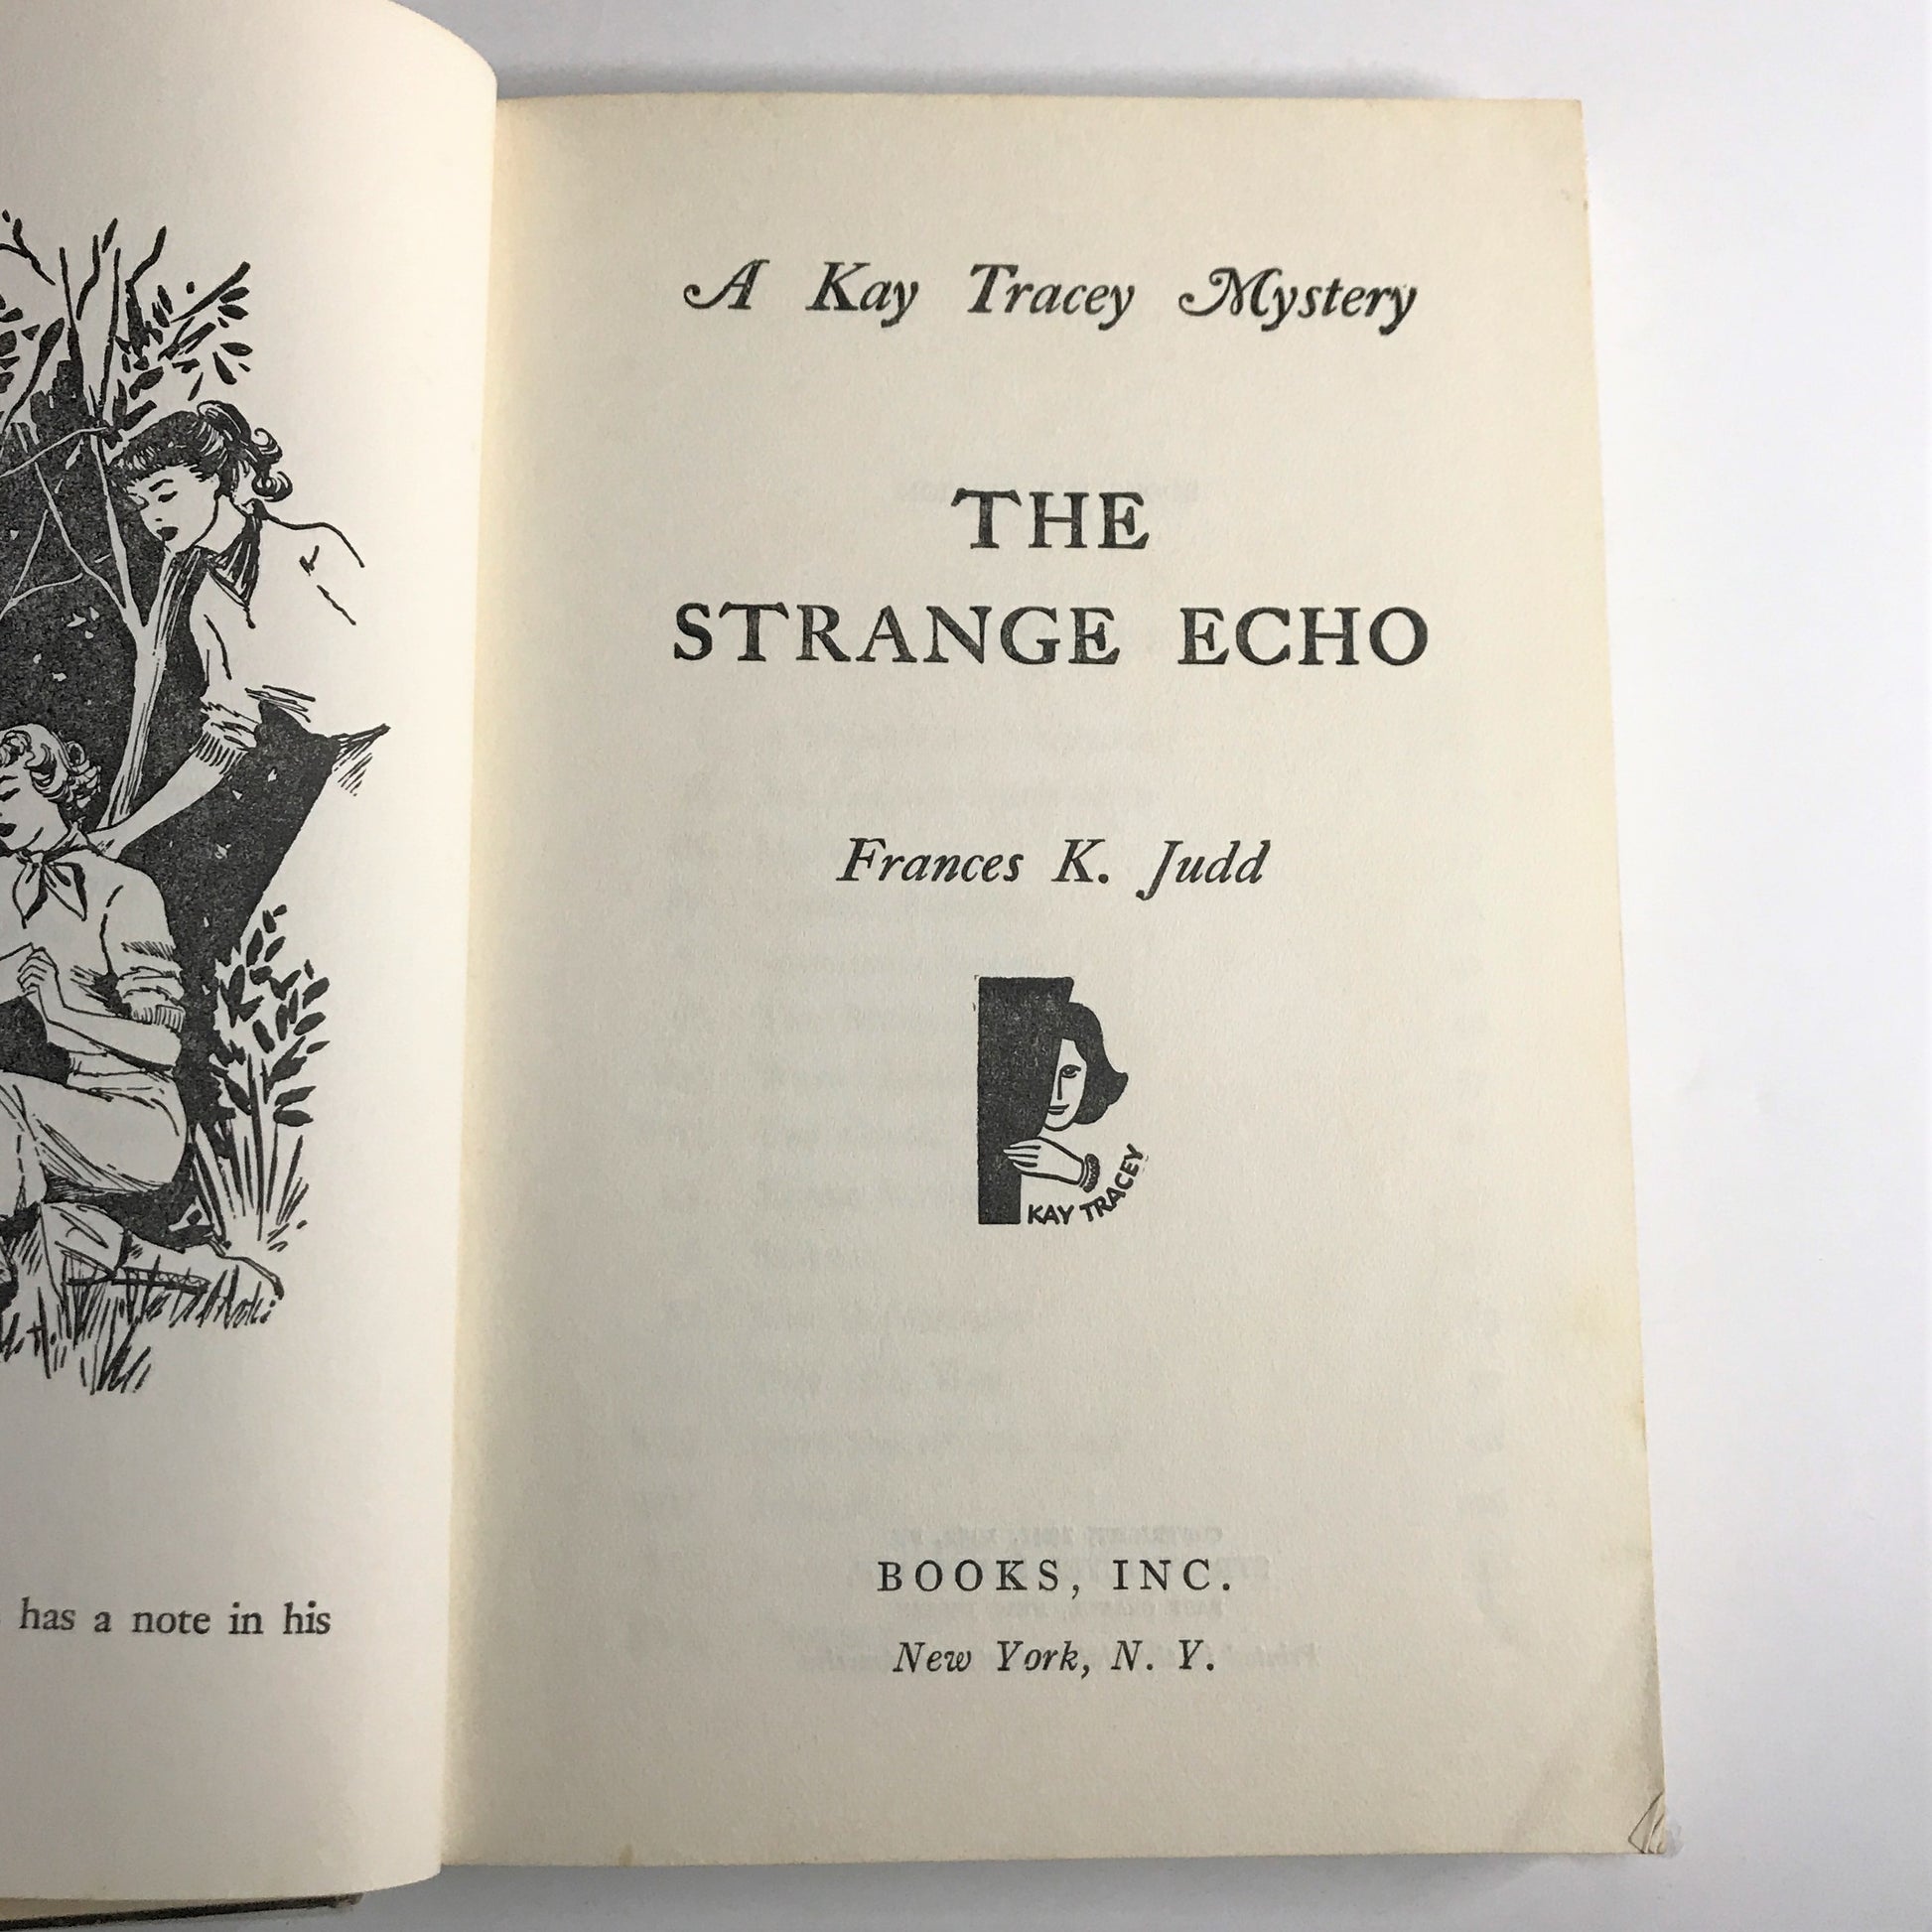 has a note in his
A Kay Tracey Mystery
THE
STRANGE ECHO
Frances K. Judd
KAY TRACEY
BOOKS, INC.
New York, N. Y.